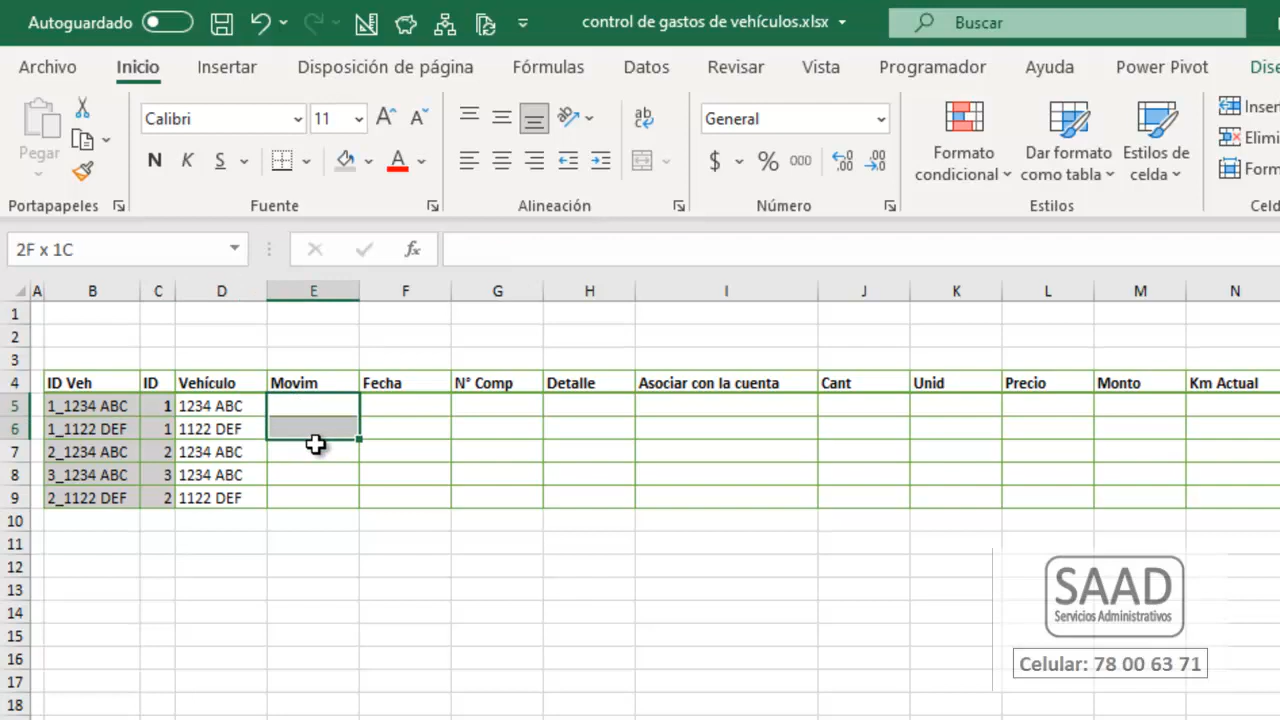 Autoguardado control de gastos de vehículos.xlsx Buscar
Archivo Inicio Insertar Disposición de página Fórmulas Datos Revisar Vista Programador Ayuda Power Pivot Dise
Pegar Calibri 11 General Formato condicional Dar formato como tabla Estilos de celda Inser
N K S $ % 000 Elimi
Form
Portapapeles Fuente Alineación Número Estilos Celd
2F x 1C fx
A B C D E F G H I J K L M N
1
2
3
4 ID Veh ID Vehículo Movim Fecha N° Comp Detalle Asociar con la cuenta Cant Unid Precio Monto Km Actual
5 1_1234 ABC 1 1234 ABC
6 1_1122 DEF 1 1122 DEF
7 2_1234 ABC 2 1234 ABC
8 3_1234 ABC 3 1234 ABC
9 2_1122 DEF 2 1122 DEF
10
11
12
13
14
15
16
17
18
SAAD
Servicios Administrativos
Celular: 78 00 63 71